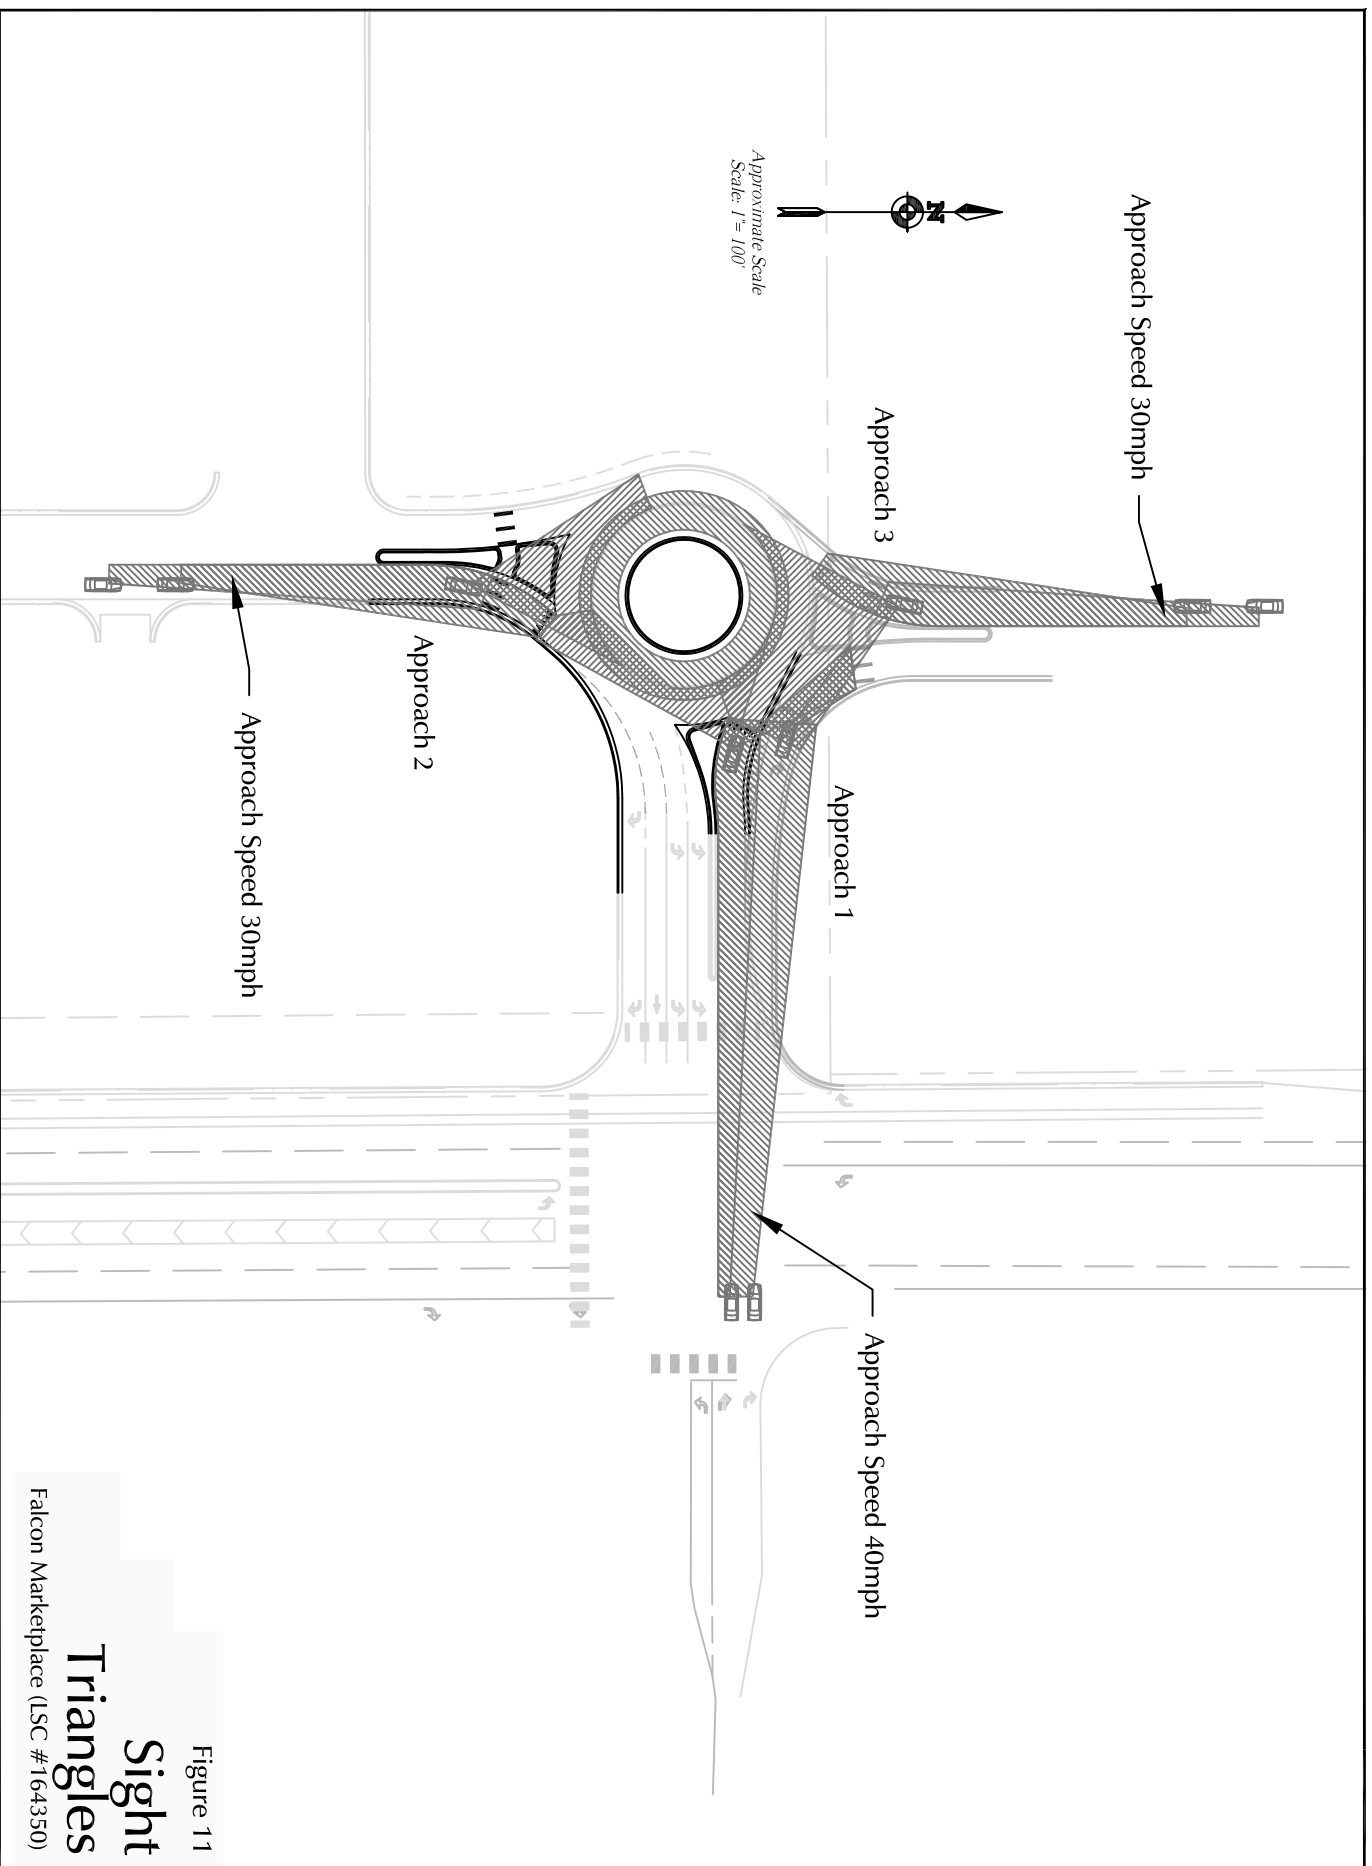 Approach Speed 30mph
Approach 3
N
Approximate Scale
Scale: 1"= 100'
Approach 1
Approach Speed 40mph
Approach 2
Approach Speed 30mph
Figure 11
Sight
Triangles
Falcon Marketplace (LSC #164350)